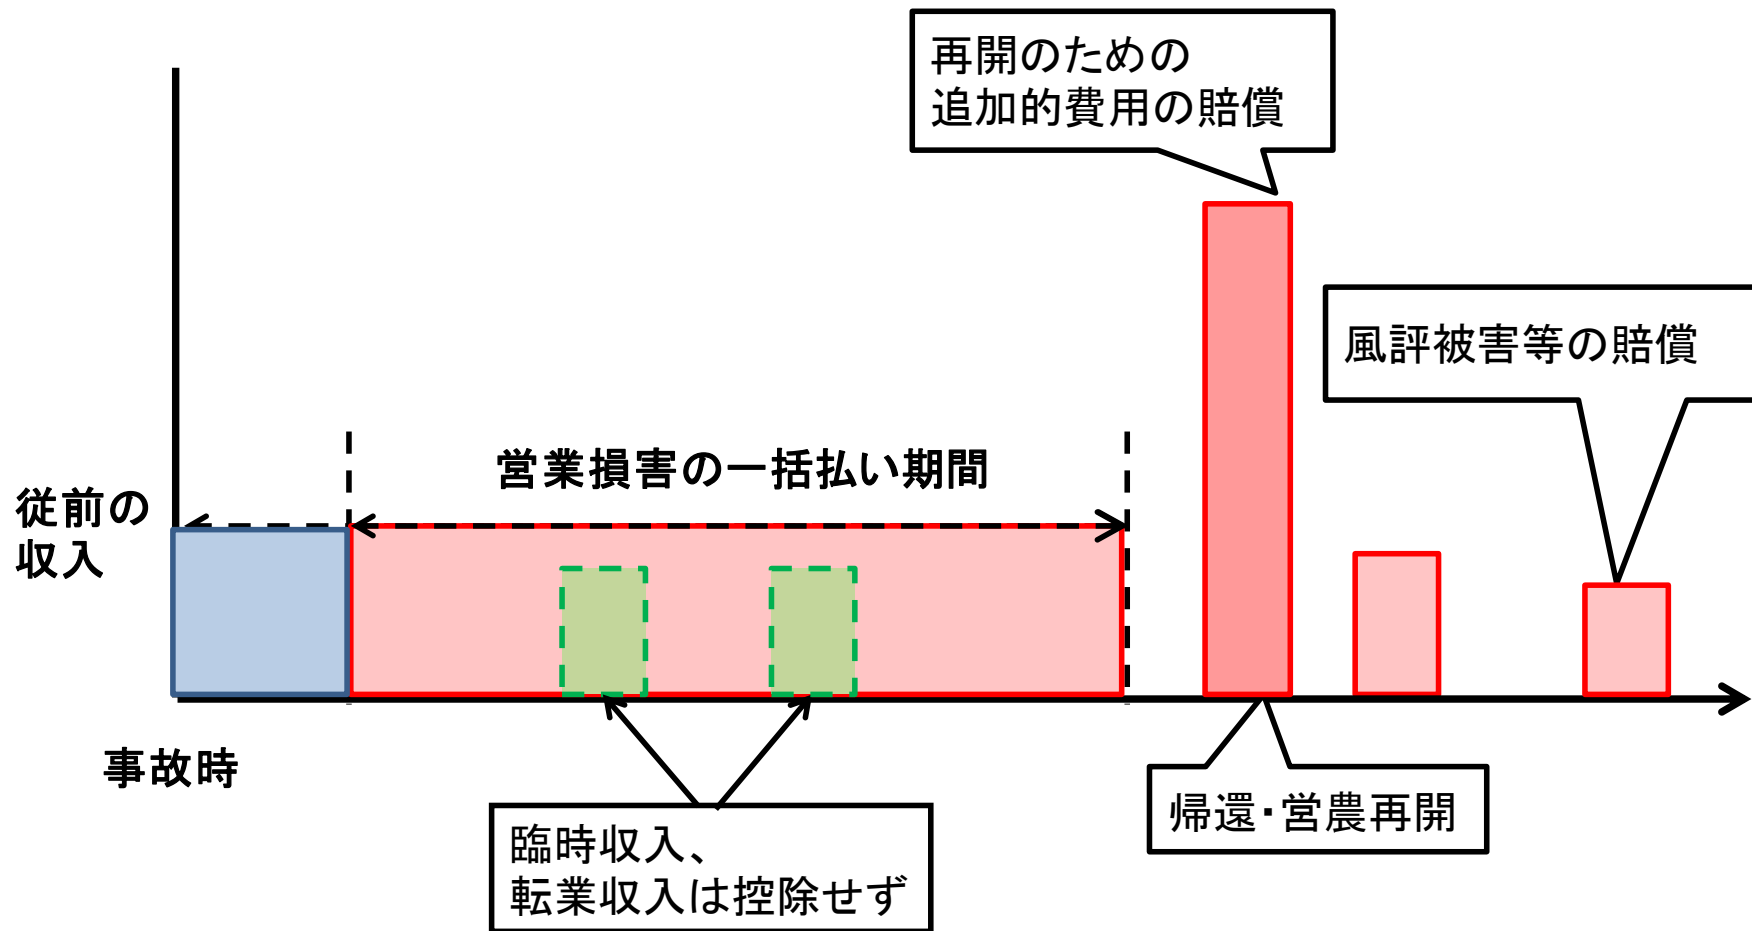 再開のための
追加的費用の賠償
風評被害等の賠償
営業損害の一括払い期間
従前の
収入
事故時
帰還・営農再開
臨時収入、
転業収入は控除せず